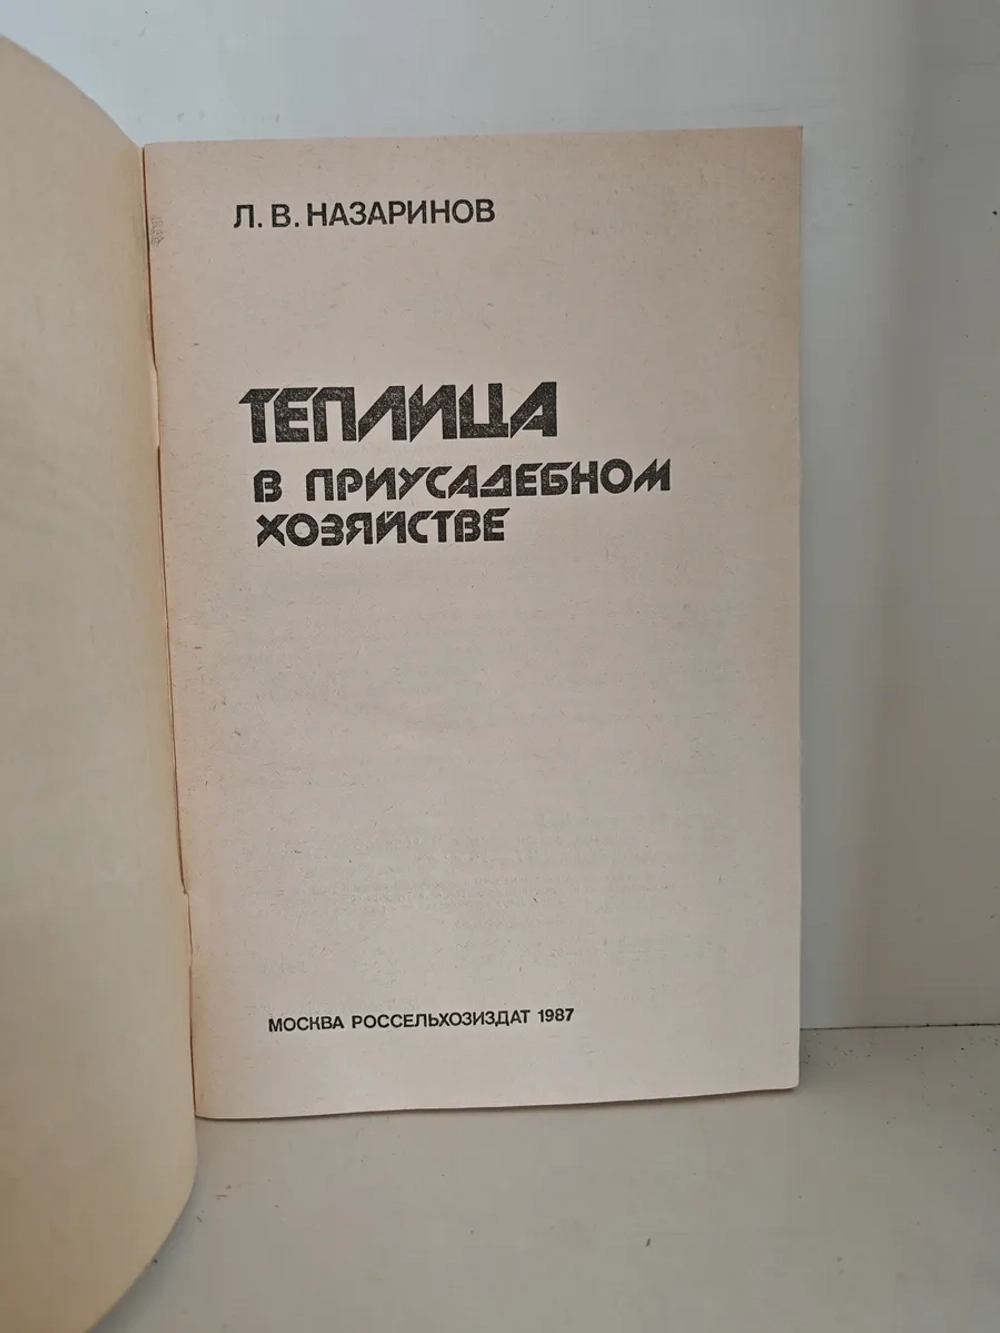 Л. В. НАЗАРИНОВ
ТЕПЛИЦА
В ПРИУСАДЕБНОМ
ХОЗЯЙСТВЕ
МОСКВА РОССЕЛЬХОЗИЗДАТ 1987